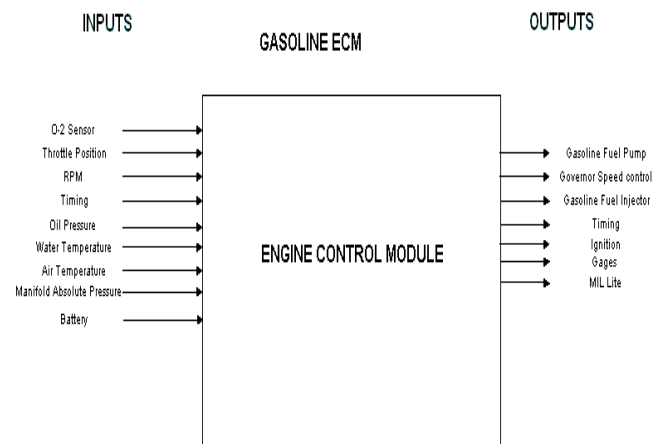 INPUTS
OUTPUTS
GASOLINE ECM
O-2 Sensor
Throttle Position
RPM
Timing
Oil Pressure
Water Temperature
Air Temperature
Manifold Absolute Pressure
Battery
ENGINE CONTROL MODULE
Gasoline Fuel Pump
Governor Speed control
Gasoline Fuel Injector
Timing
Ignition
Gages
MIL Lite